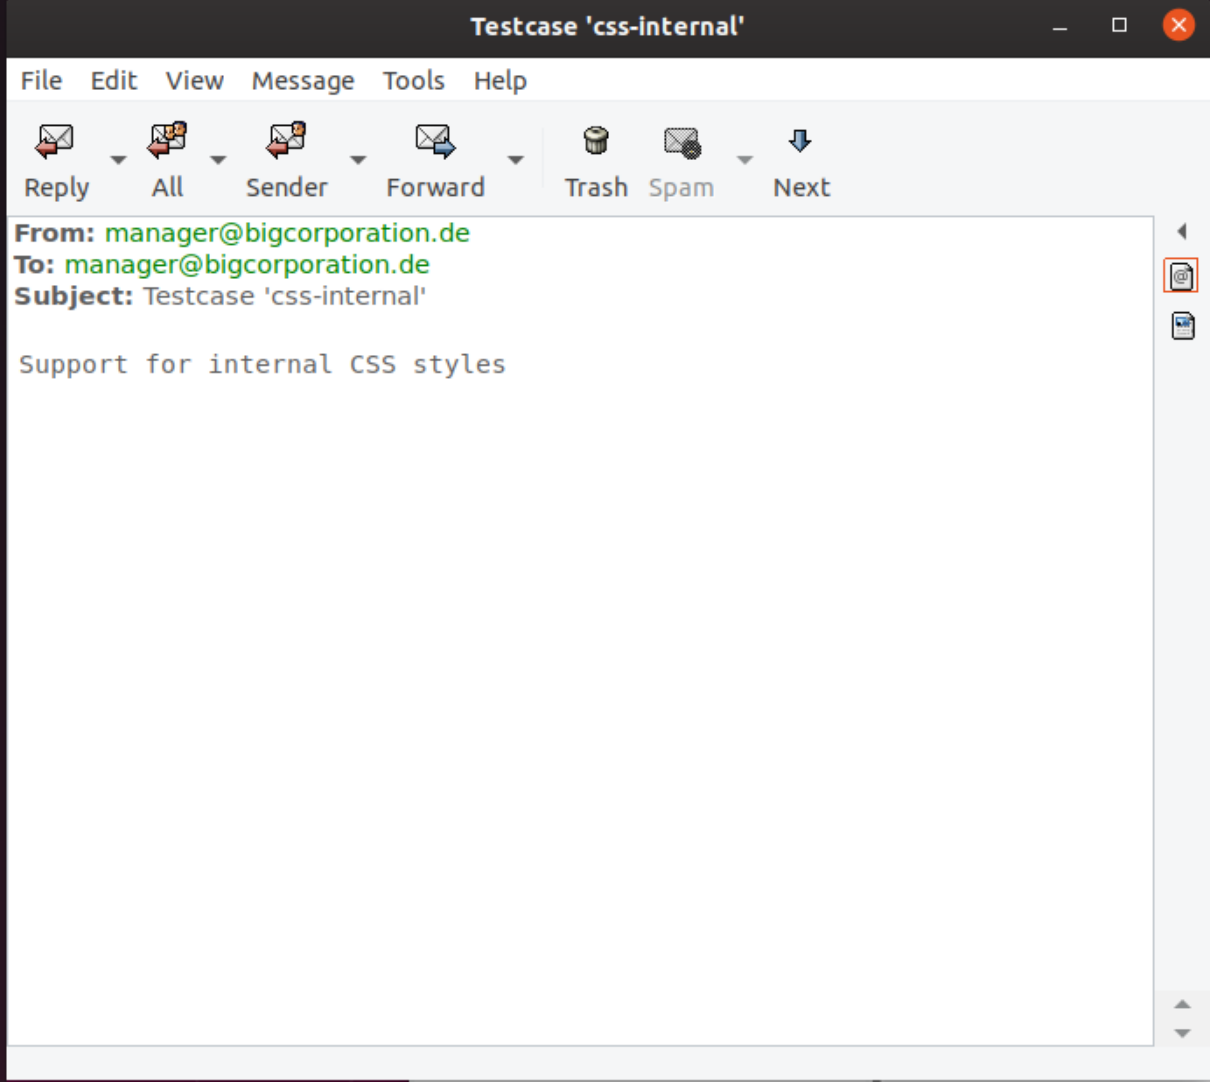 Testcase 'css-internal'
File Edit View Message Tools Help
Reply All Sender Forward Trash Spam Next
From: manager@bigcorporation.de
To: manager@bigcorporation.de
Subject: Testcase 'css-internal'
Support for internal CSS styles